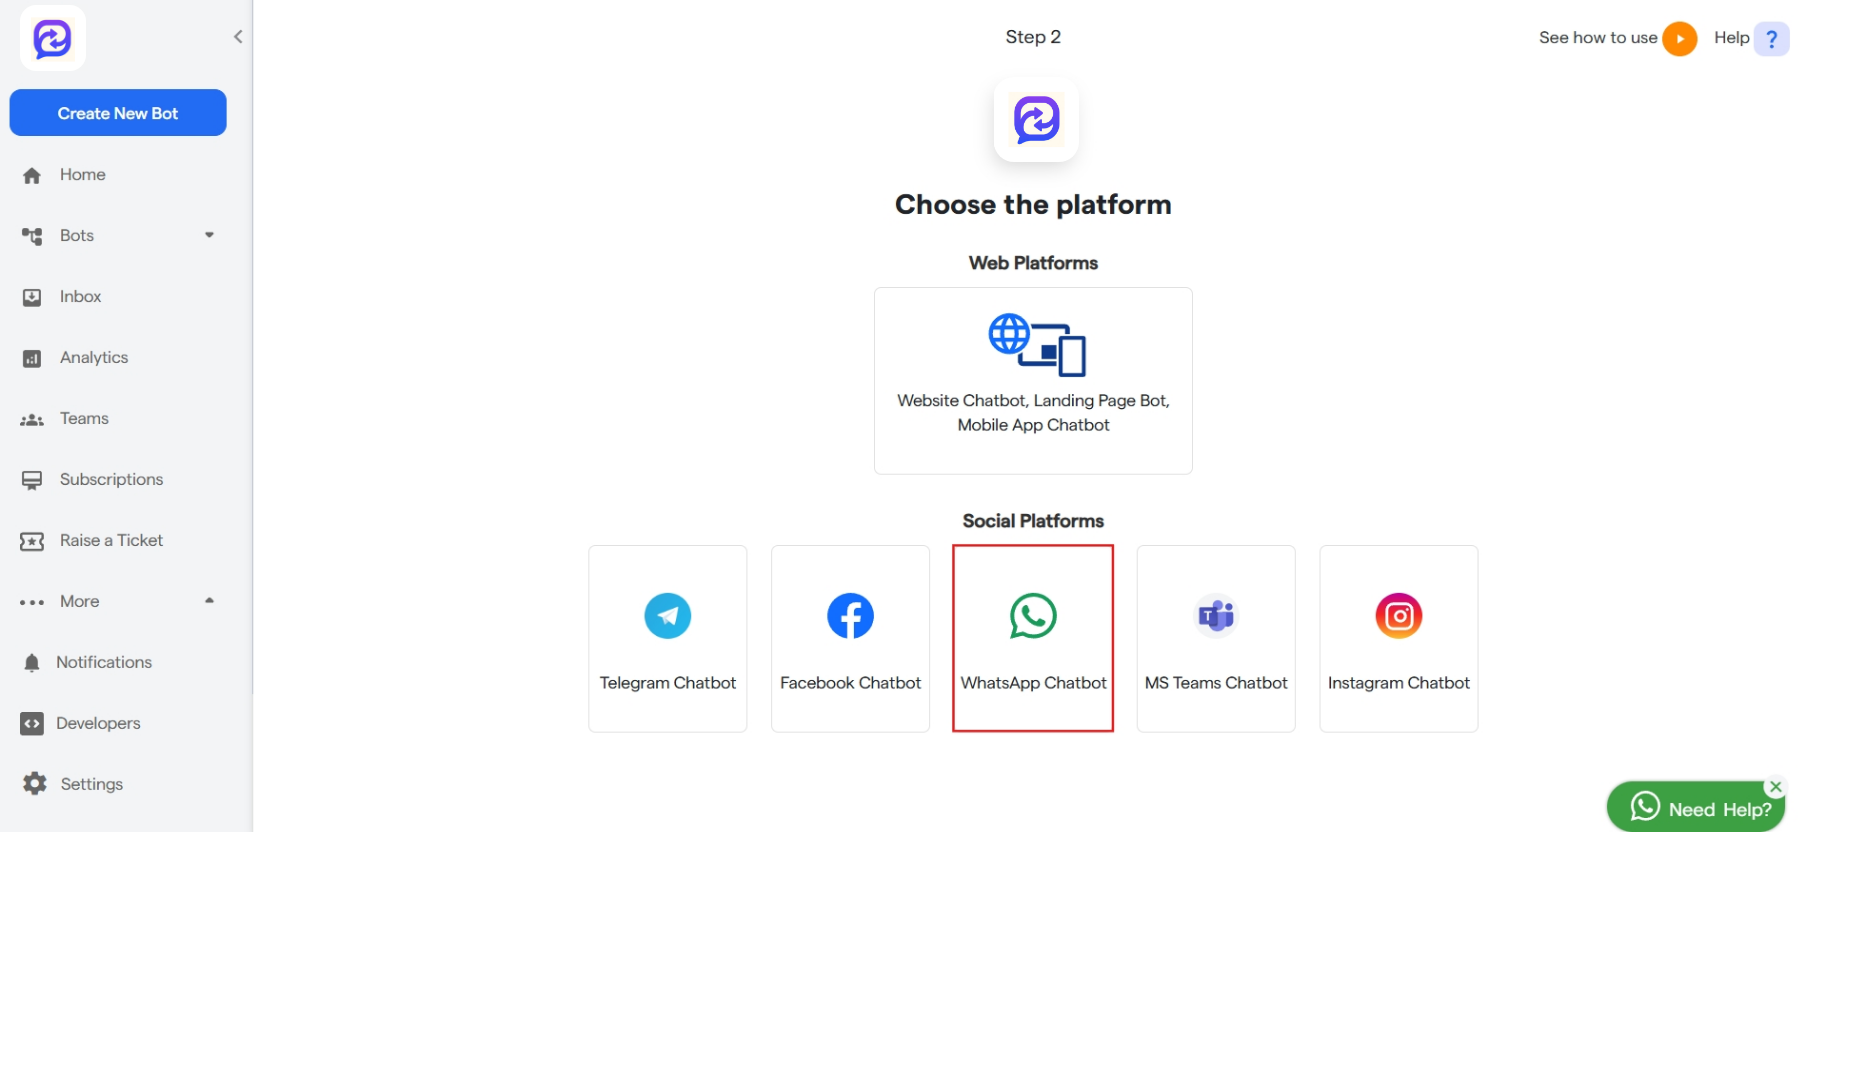 Step 2
See how to use
Help ?
Create New Bot
Home
Bots
Inbox
Analytics
Teams
Subscriptions
Raise a Ticket
More
Notifications
Developers
Settings
Choose the platform
Web Platforms
Website Chatbot, Landing Page Bot,
Mobile App Chatbot
Social Platforms
Telegram Chatbot
Facebook Chatbot
WhatsApp Chatbot
MS Teams Chatbot
Instagram Chatbot
Need Help?